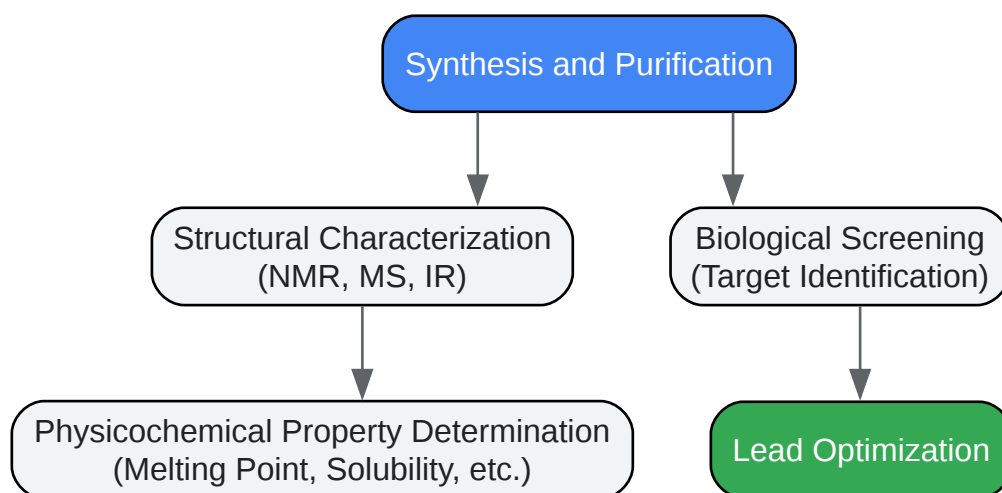 Synthesis and Purification
Structural Characterization
(NMR, MS, IR)
Biological Screening
(Target Identification)
Physicochemical Property Determination
(Melting Point, Solubility, etc.)
Lead Optimization